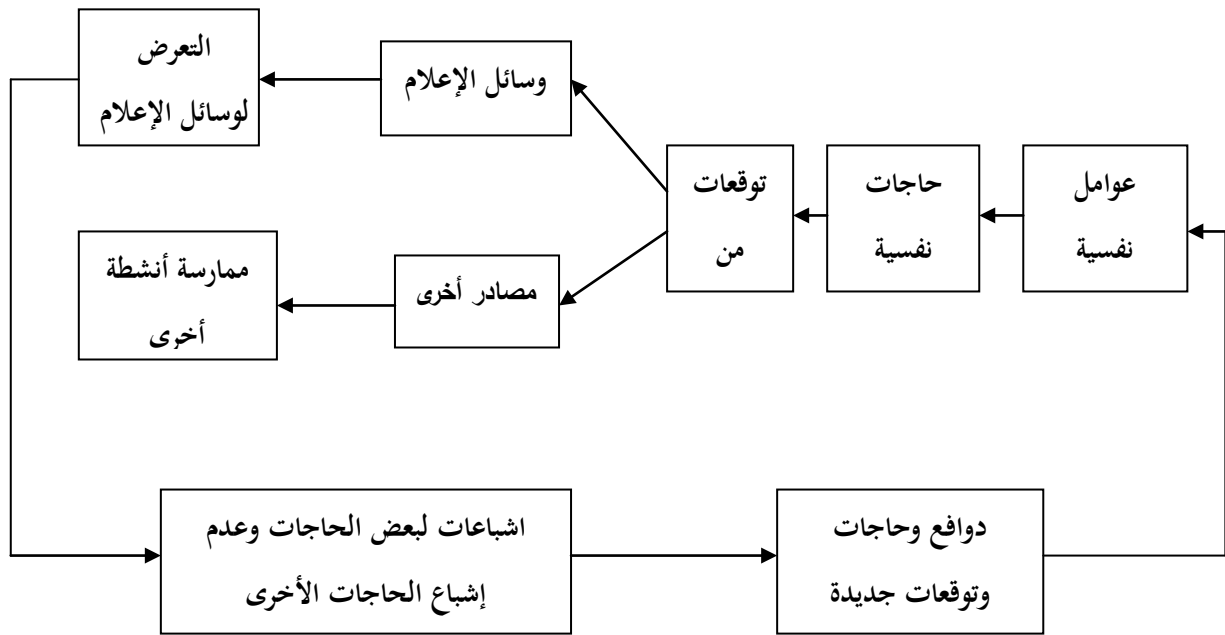 عوامل
نفسية
حاجات
نفسية
توقعات
من
وسائل الإعلام
التعرض
لوسائل الإعلام
مصادر أخرى
ممارسة أنشطة
أخرى
اشباعات لبعض الحاجات وعدم
إشباع الحاجات الأخرى
دوافع وحاجات
وتوقعات جديدة